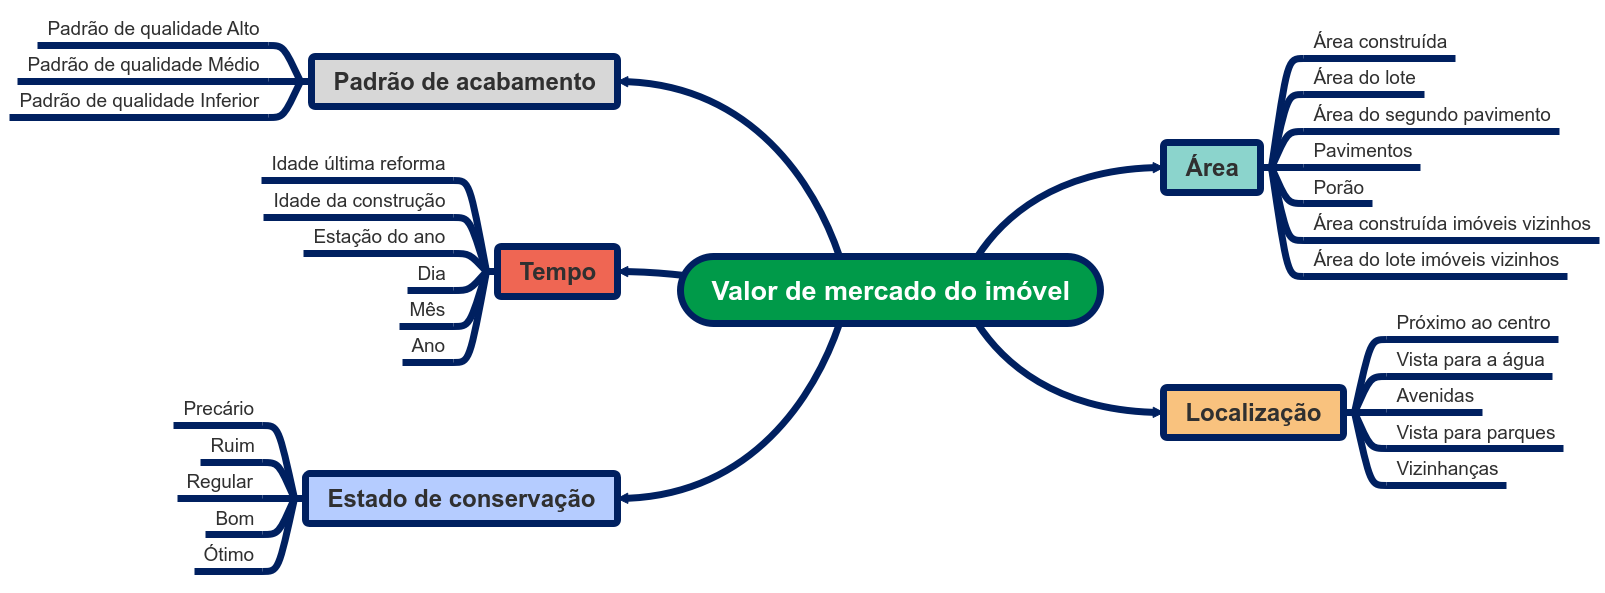 Valor de mercado do imóvel
Padrão de acabamento
Padrão de qualidade Alto
Padrão de qualidade Médio
Padrão de qualidade Inferior
Tempo
Idade última reforma
Idade da construção
Estação do ano
Dia
Mês
Ano
Estado de conservação
Precário
Ruim
Regular
Bom
Ótimo
Área
Área construída
Área do lote
Área do segundo pavimento
Pavimentos
Porão
Área construída imóveis vizinhos
Área do lote imóveis vizinhos
Localização
Próximo ao centro
Vista para a água
Avenidas
Vista para parques
Vizinhanças